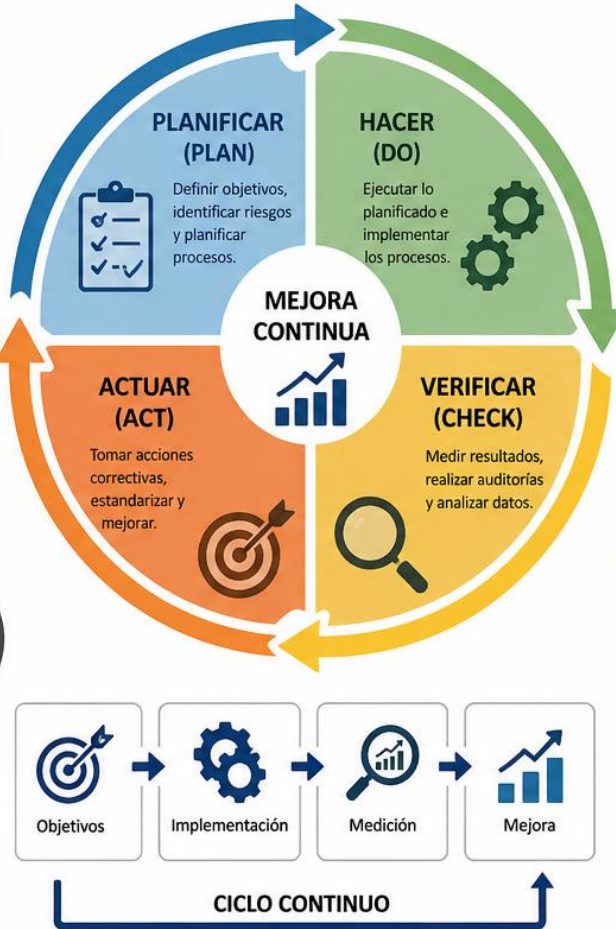 PLANIFICAR
(PLAN)
Definir objetivos,
identificar riesgos
y planificar
procesos.
HACER
(DO)
Ejecutar lo
planificado e
implementar
los procesos.
MEJORA
CONTINUA
ACTUAR
(ACT)
Tomar acciones
correctivas,
estandarizar y
mejorar.
VERIFICAR
(CHECK)
Medir resultados,
realizar auditorías
y analizar datos.
Objetivos
Implementación
Medición
Mejora
CICLO CONTINUO